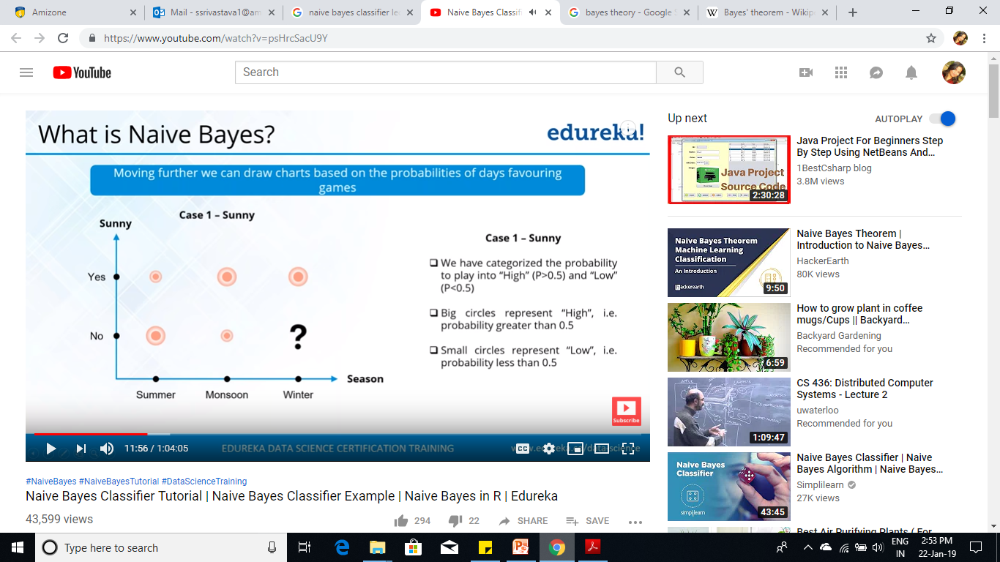 Amizone
Mail - ssrivastava1@am
naive bayes classifier le
Naive Bayes Classifi
bayes theory - Google S
Bayes' theorem - Wikip
https://www.youtube.com/watch?v=psHrcSacU9Y
YouTube
Search
What is Naive Bayes?
edureka!
Moving further we can draw charts based on the probabilities of days favouring
games
Case 1 – Sunny
Sunny
Yes
No
?
Season
Summer
Monsoon
Winter
Case 1 – Sunny
We have categorized the probability
to play into “High” (P>0.5) and “Low”
(P<0.5)
Big circles represent “High”, i.e.
probability greater than 0.5
Small circles represent “Low”, i.e.
probability less than 0.5
Subscribe
11:56 / 1:04:05
EDUREKA DATA SCIENCE CERTIFICATION TRAINING
CC
#NaiveBayes #NaiveBayesTutorial #DataScienceTraining
Naive Bayes Classifier Tutorial | Naive Bayes Classifier Example | Naive Bayes in R | Edureka
43,599 views
294
22
SHARE
SAVE
Up next
AUTOPLAY
Java Project
Source Code
2:30:28
Java Project For Beginners Step
By Step Using NetBeans And...
1BestCsharp blog
3.8M views
Naive Bayes Theorem
Machine Learning
Classification
An Introduction
hackerearth
9:50
Naive Bayes Theorem |
Introduction to Naive Bayes...
HackerEarth
80K views
6:59
How to grow plant in coffee
mugs/Cups || Backyard...
Backyard Gardening
Recommended for you
1:09:47
CS 436: Distributed Computer
Systems - Lecture 2
uwaterloo
Recommended for you
Naive Bayes
Classifier
simplilearn
43:45
Naive Bayes Classifier | Naive
Bayes Algorithm | Naive Bayes...
Simplilearn
27K views
Best Air Purifying Plants ( For
Type here to search
ENG
IN
2:53 PM
22-Jan-19